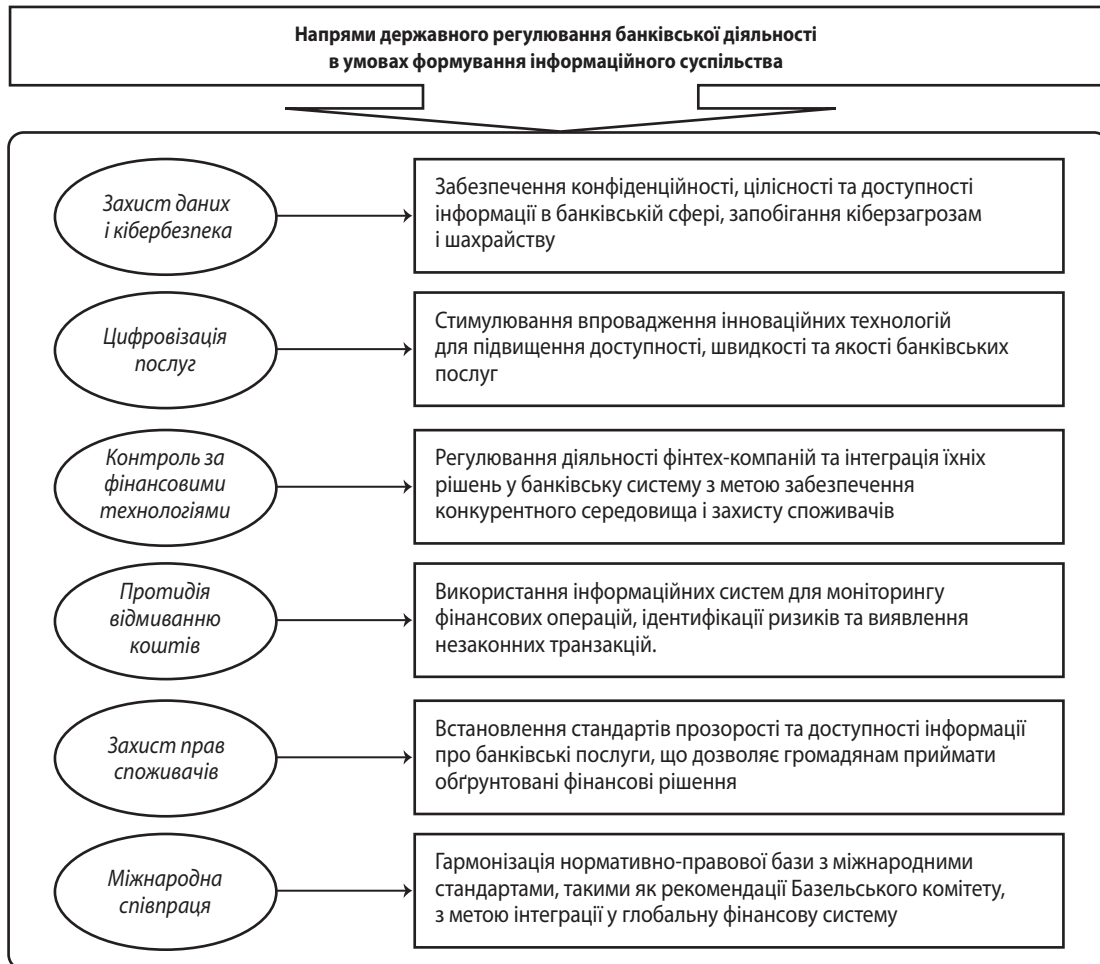 Напрями державного регулювання банківської діяльності
в умовах формування інформаційного суспільства
Захист даних
і кібербезпека
Забезпечення конфіденційності, цілісності та доступності
інформації в банківській сфері, запобігання кіберзагрозам
і шахрайству
Цифровізація
послуг
Стимулювання впровадження інноваційних технологій
для підвищення доступності, швидкості та якості банківських
послуг
Контроль за
фінансовими
технологіями
Регулювання діяльності фінтех-компаній та інтеграція їхніх
рішень у банківську систему з метою забезпечення
конкурентного середовища і захисту споживачів
Протидія
відмиванню
коштів
Використання інформаційних систем для моніторингу
фінансових операцій, ідентифікації ризиків та виявлення
незаконних транзакцій.
Захист прав
споживачів
Встановлення стандартів прозорості та доступності інформації
про банківські послуги, що дозволяє громадянам приймати
обґрунтовані фінансові рішення
Міжнародна
співпраця
Гармонізація нормативно-правової бази з міжнародними
стандартами, такими як рекомендації Базельського комітету,
з метою інтеграції у глобальну фінансову систему